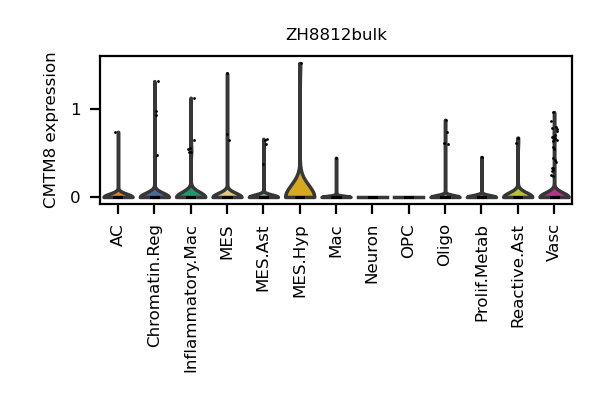 ZH8812bulk
CMTM8 expression
1
0
AC
Chromatin.Reg
Inflammatory.Mac
MES
MES.Ast
MES.Hyp
Mac
Neuron
OPC
Oligo
Prolif.Metab
Reactive.Ast
Vasc